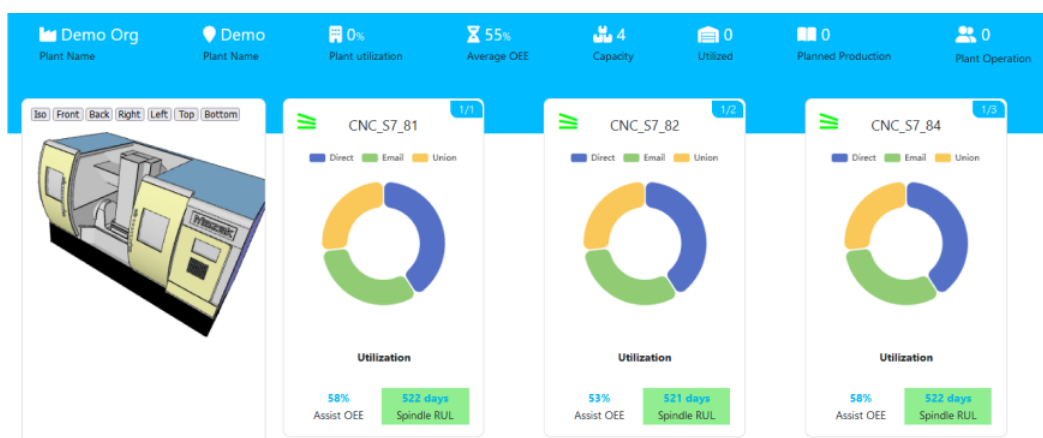 Demo Org
Plant Name
Demo
Plant Name
0%
Plant utilization
55%
Average OEE
4
Capacity
0
Utilized
0
Planned Production
0
Plant Operation
Iso Front Back Right Left Top Bottom
1/1
CNC_S7_81
Direct Email Union
Utilization
58%
Assist OEE
522 days
Spindle RUL
1/2
CNC_S7_82
Direct Email Union
Utilization
53%
Assist OEE
521 days
Spindle RUL
1/3
CNC_S7_84
Direct Email Union
Utilization
58%
Assist OEE
522 days
Spindle RUL